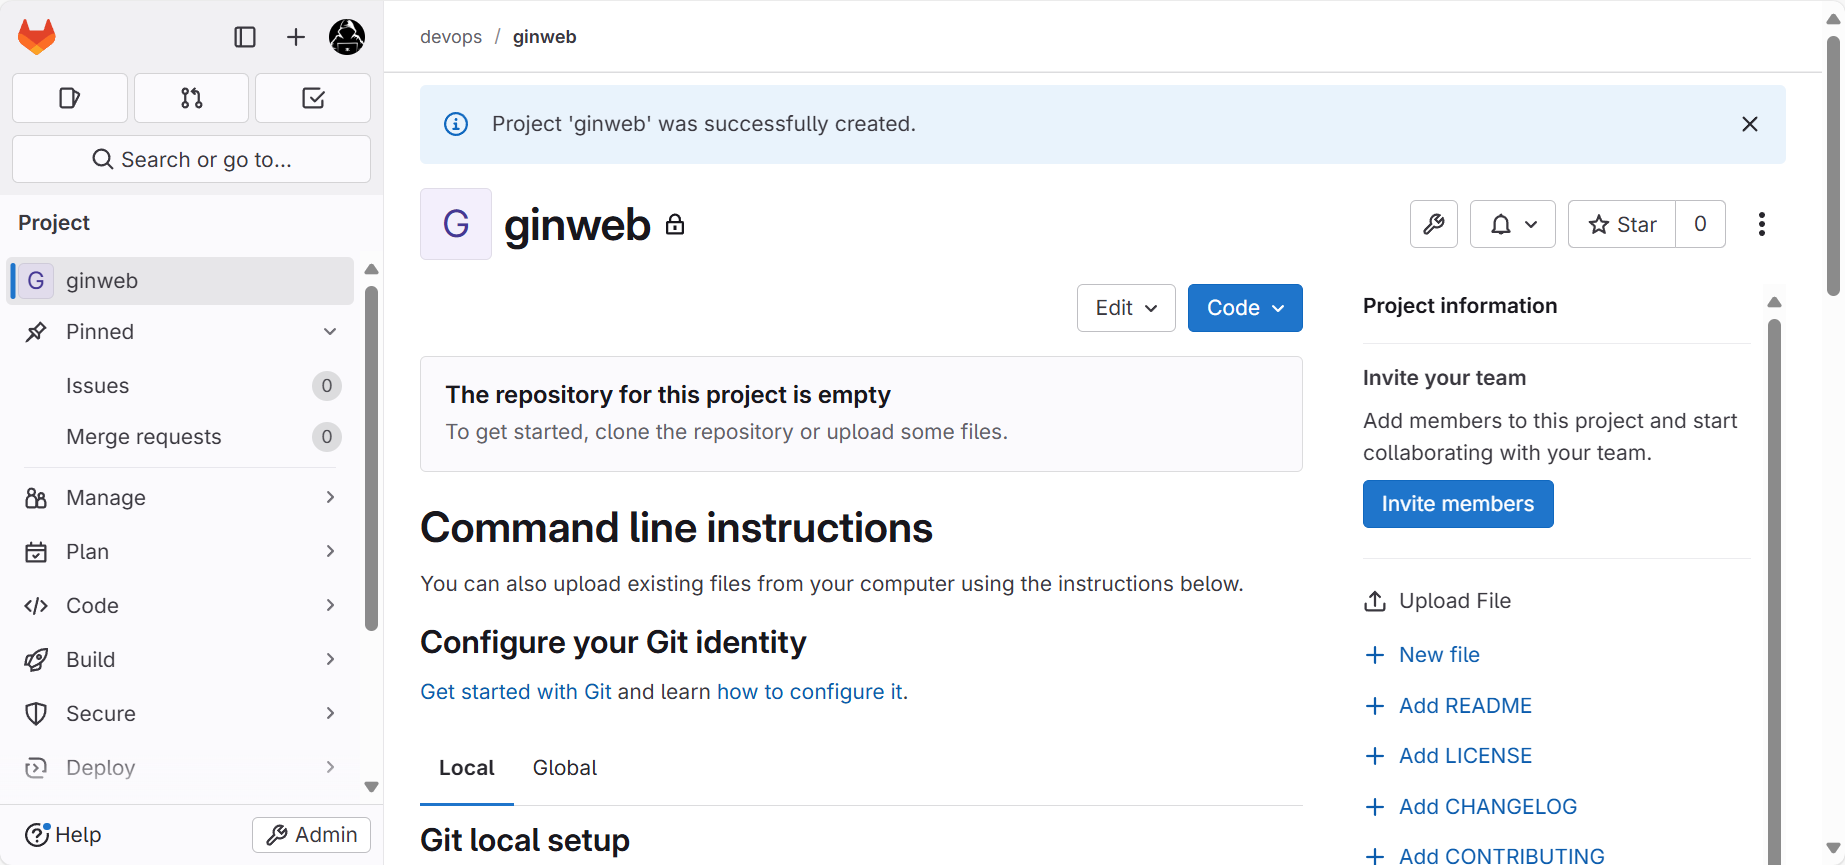 devops / ginweb
Search or go to...
Project
G ginweb
Pinned
Issues 0
Merge requests 0
Manage
Plan
Code
Build
Secure
Deploy
Help
Admin
Project 'ginweb' was successfully created.
G
ginweb
Star 0
Edit
Code
The repository for this project is empty
To get started, clone the repository or upload some files.
Command line instructions
You can also upload existing files from your computer using the instructions below.
Configure your Git identity
Get started with Git and learn how to configure it.
Local Global
Git local setup
Project information
Invite your team
Add members to this project and start
collaborating with your team.
Invite members
Upload File
New file
Add README
Add LICENSE
Add CHANGELOG
Add CONTRIBUTING